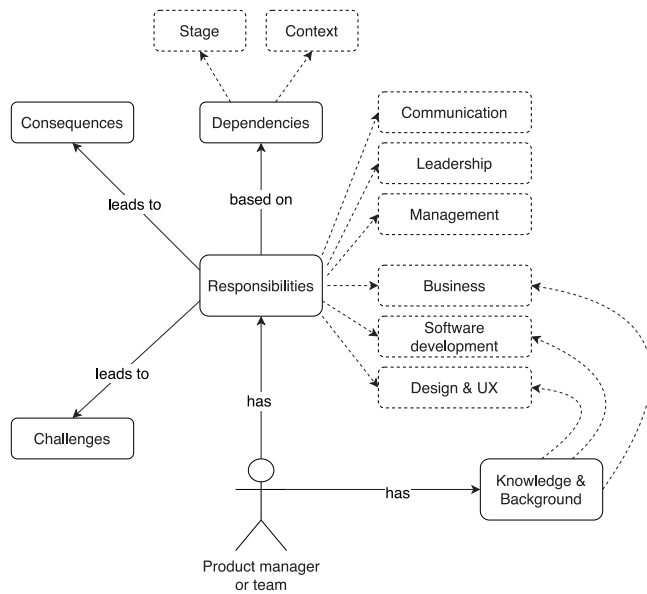 Stage
Context
Consequences
Dependencies
Communication
Leadership
leads to
based on
Management
Responsibilities
Business
Software
development
leads to
Design & UX
has
Challenges
Knowledge &
Background
has
Product manager
or team